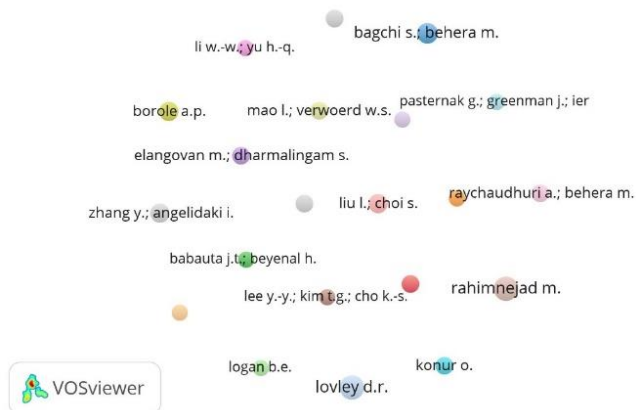 bagchi s.; behera m.
li w.-w.; yu h.-q.
pasternak g.; greenman j.; ier
borole a.p.
mao l.; verwoerd w.s.
elangovan m.; dharmalingam s.
raychaudhuri a.; behera m.
liu l.; choi s.
zhang y.; angelidaki i.
babauta j.t.; beyenal h.
rahimnejad m.
lee y.-y.; kim t.g.; cho k.-s.
logan b.e.
konur o.
lovley d.r.
VOSviewer